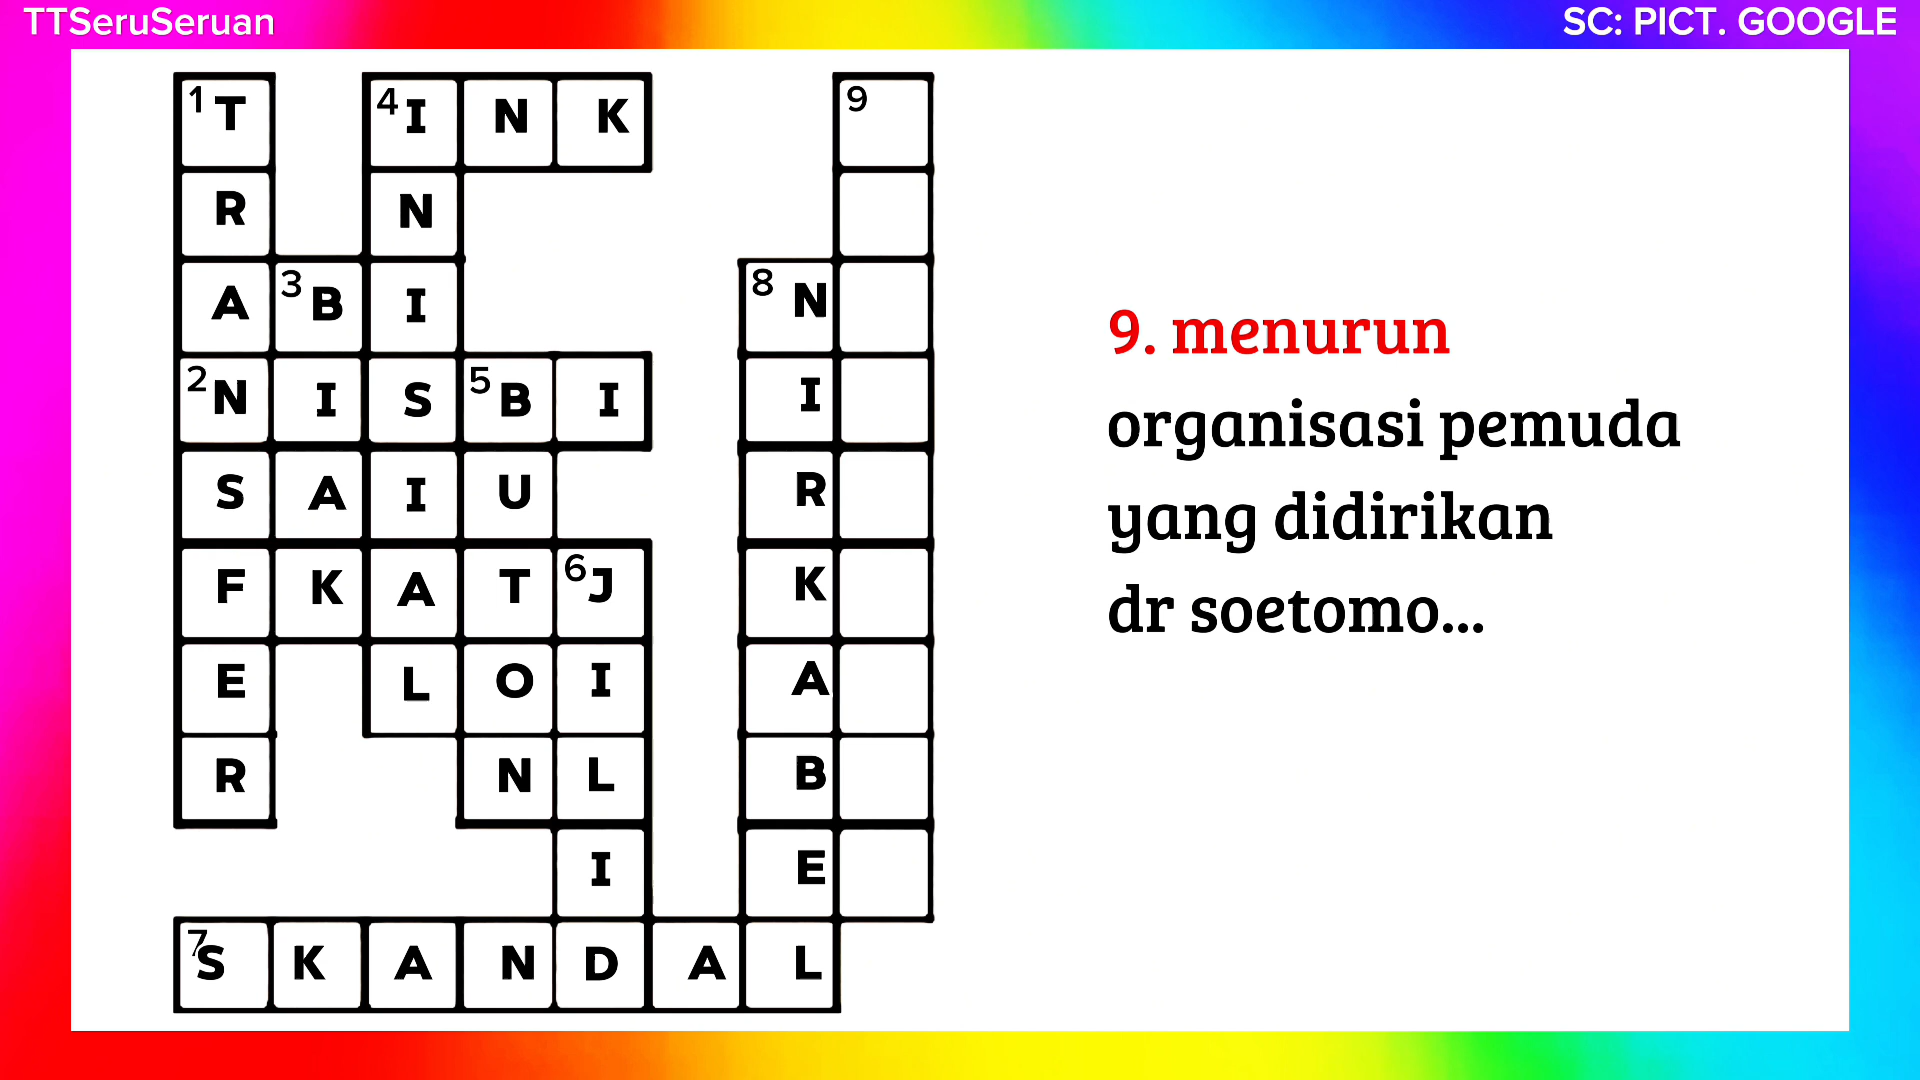 TTSeruSeruan
SC: PICT. GOOGLE
1 T 4 I N K 9
R N
A 3 B I 8 N
2 N I S 5 B I I
S A I U R
F K A T 6 J K
E L O I A
R N L B
I E
7 S K A N D A L
9. menurun
organisasi pemuda
yang didirikan
dr soetomo...